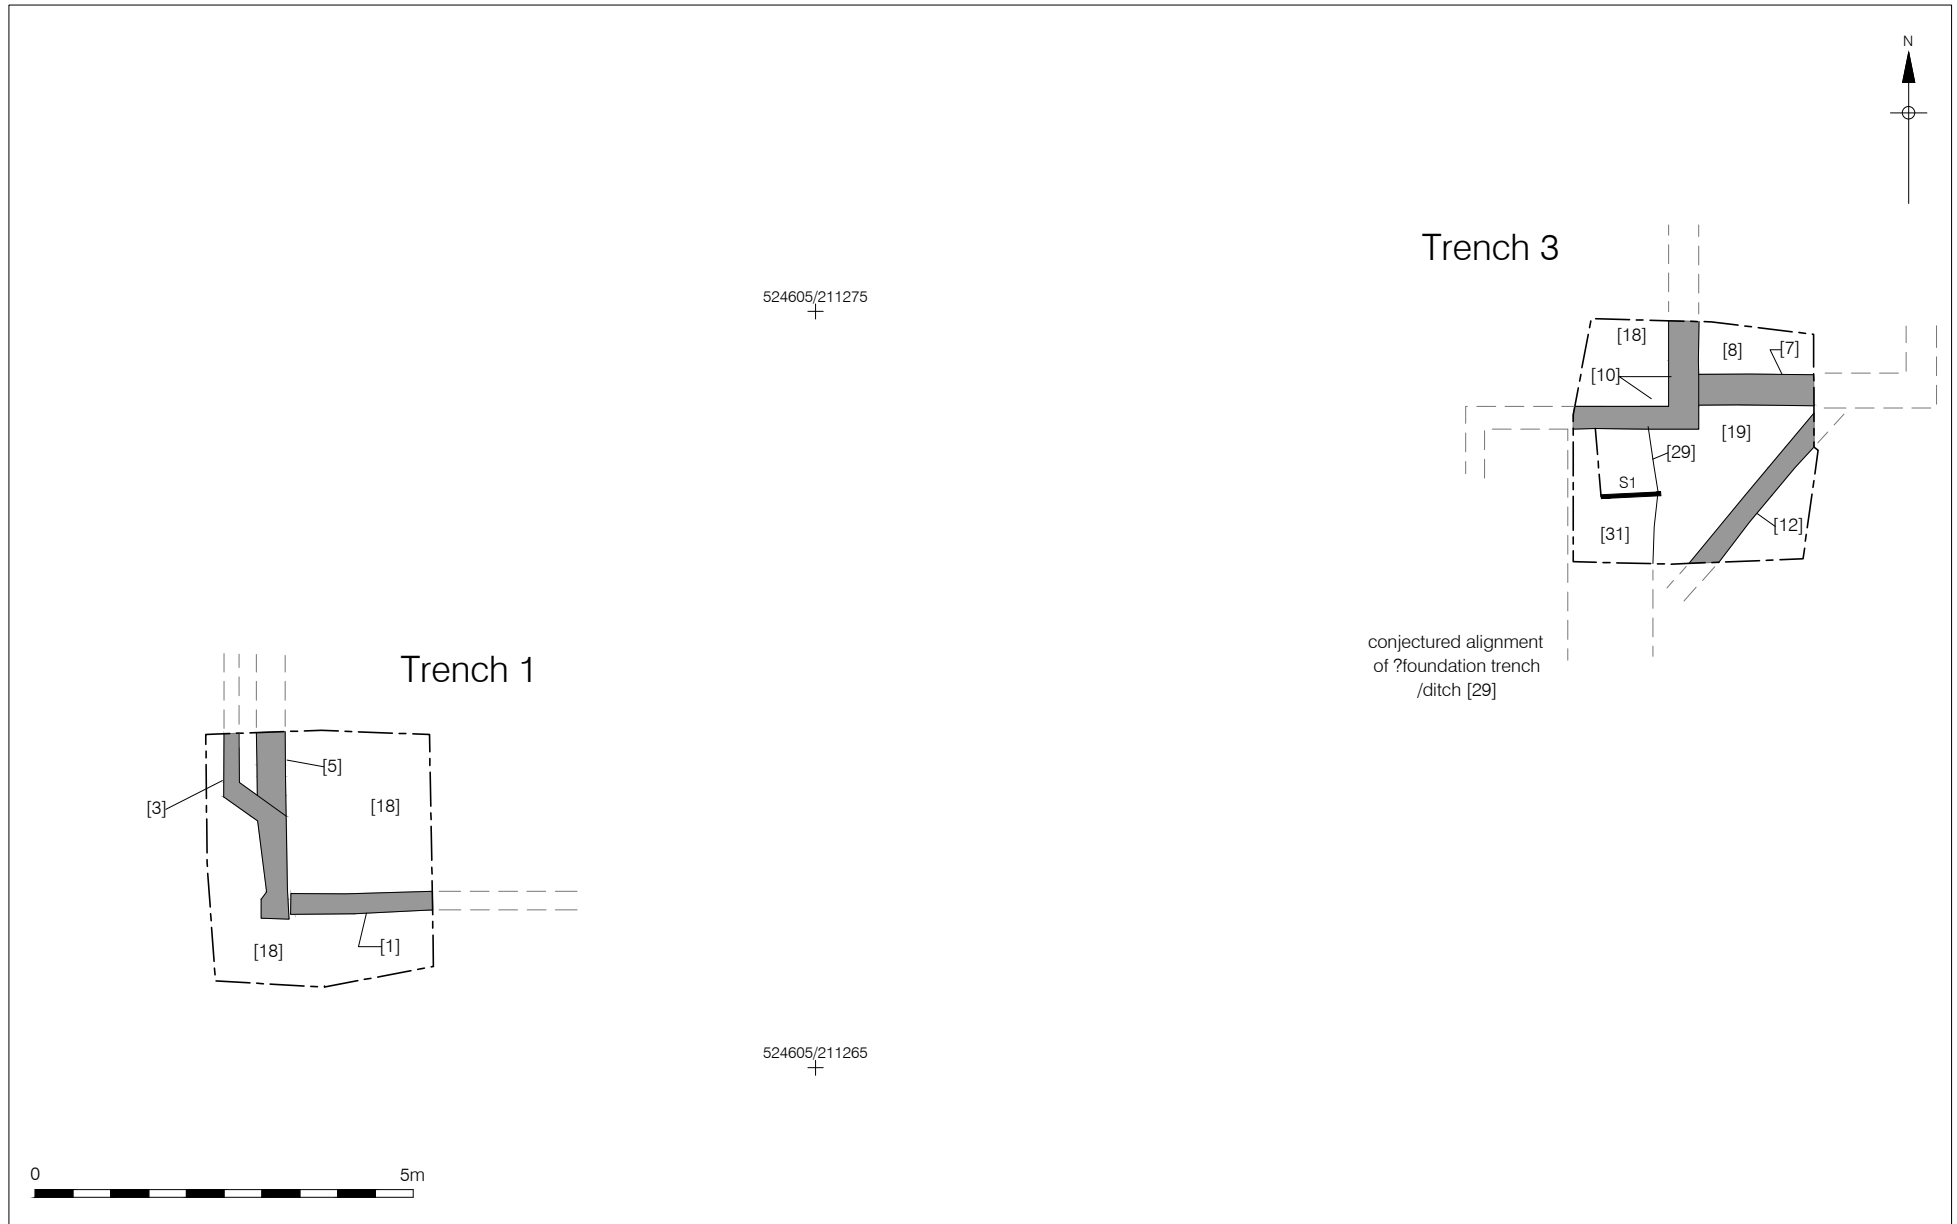 N
Trench 3
524605/211275
[18]
[8]
[7]
[10]
[19]
[29]
S1
[31]
[12]
conjectured alignment
of ?foundation trench
/ditch [29]
Trench 1
[5]
[3]
[18]
[18]
[1]
524605/211265
0 5m